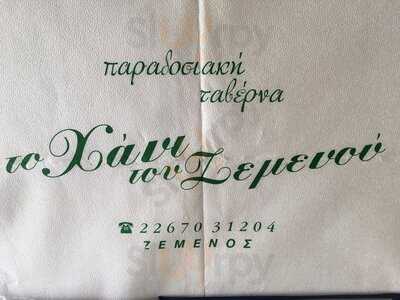 παραδοσιακή
ταβέρνα
το Χάνι
του Ζεμενού
☎ 22670 31204
ΖΕΜΕΝΟΣ